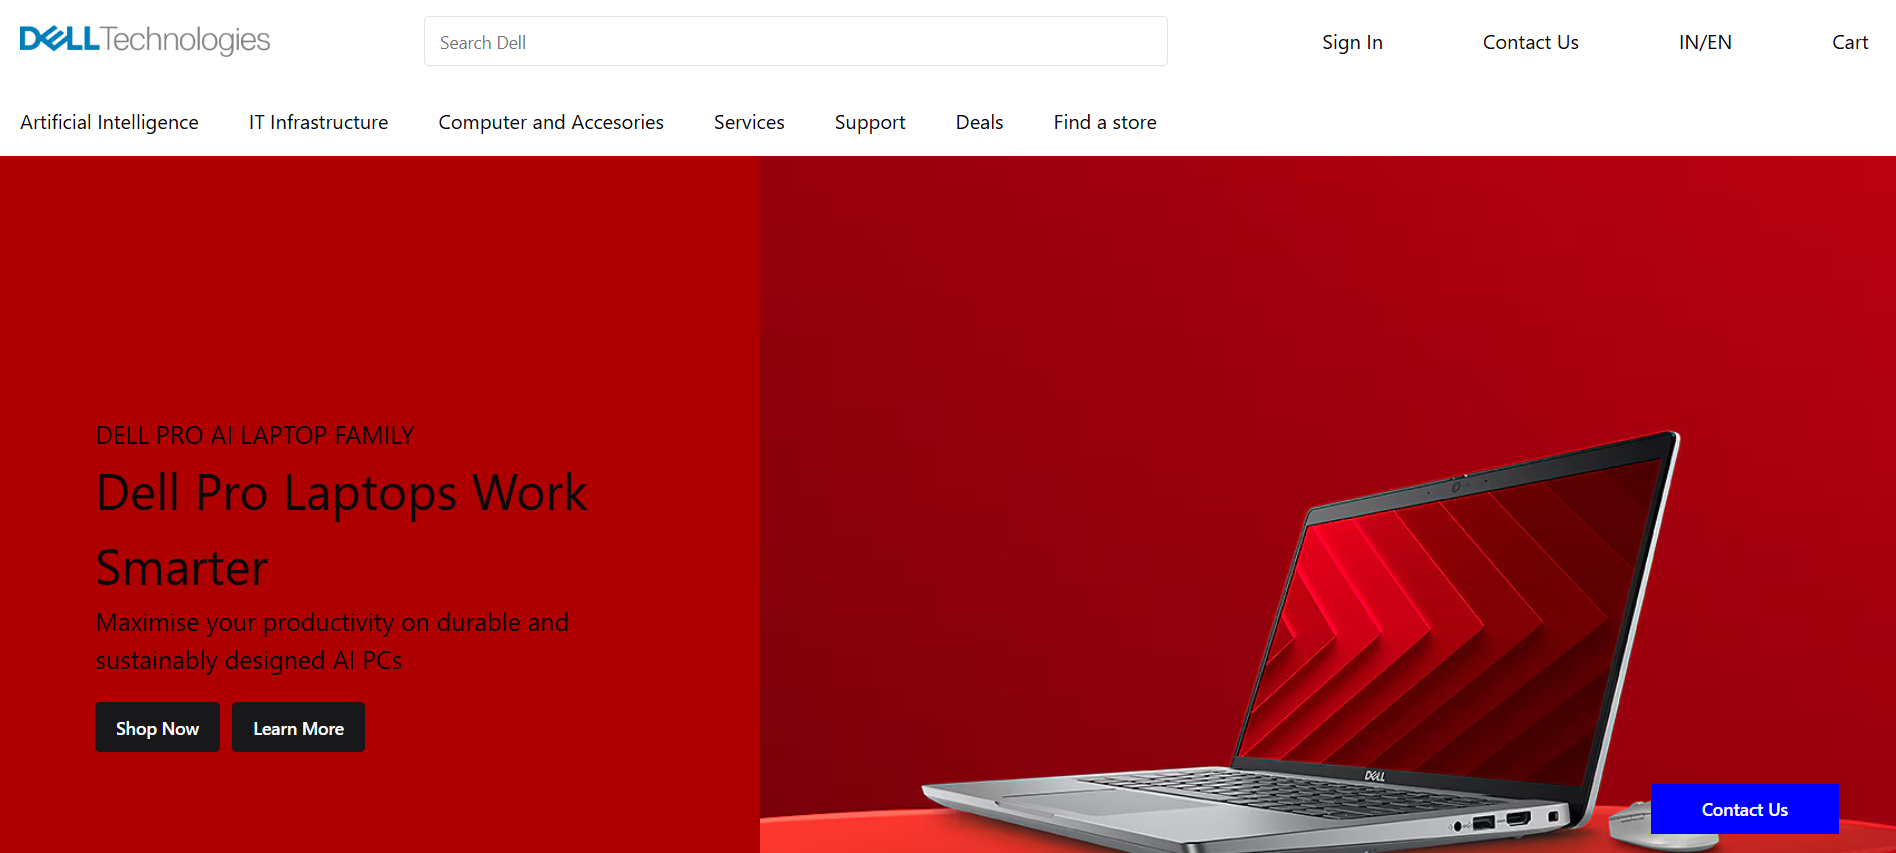 DELLTechnologies
Search Dell
Sign In
Contact Us
IN/EN
Cart
Artificial Intelligence
IT Infrastructure
Computer and Accesories
Services
Support
Deals
Find a store
DELL PRO AI LAPTOP FAMILY
Dell Pro Laptops Work
Smarter
Maximise your productivity on durable and
sustainably designed AI PCs
Shop Now
Learn More
DELL
Contact Us